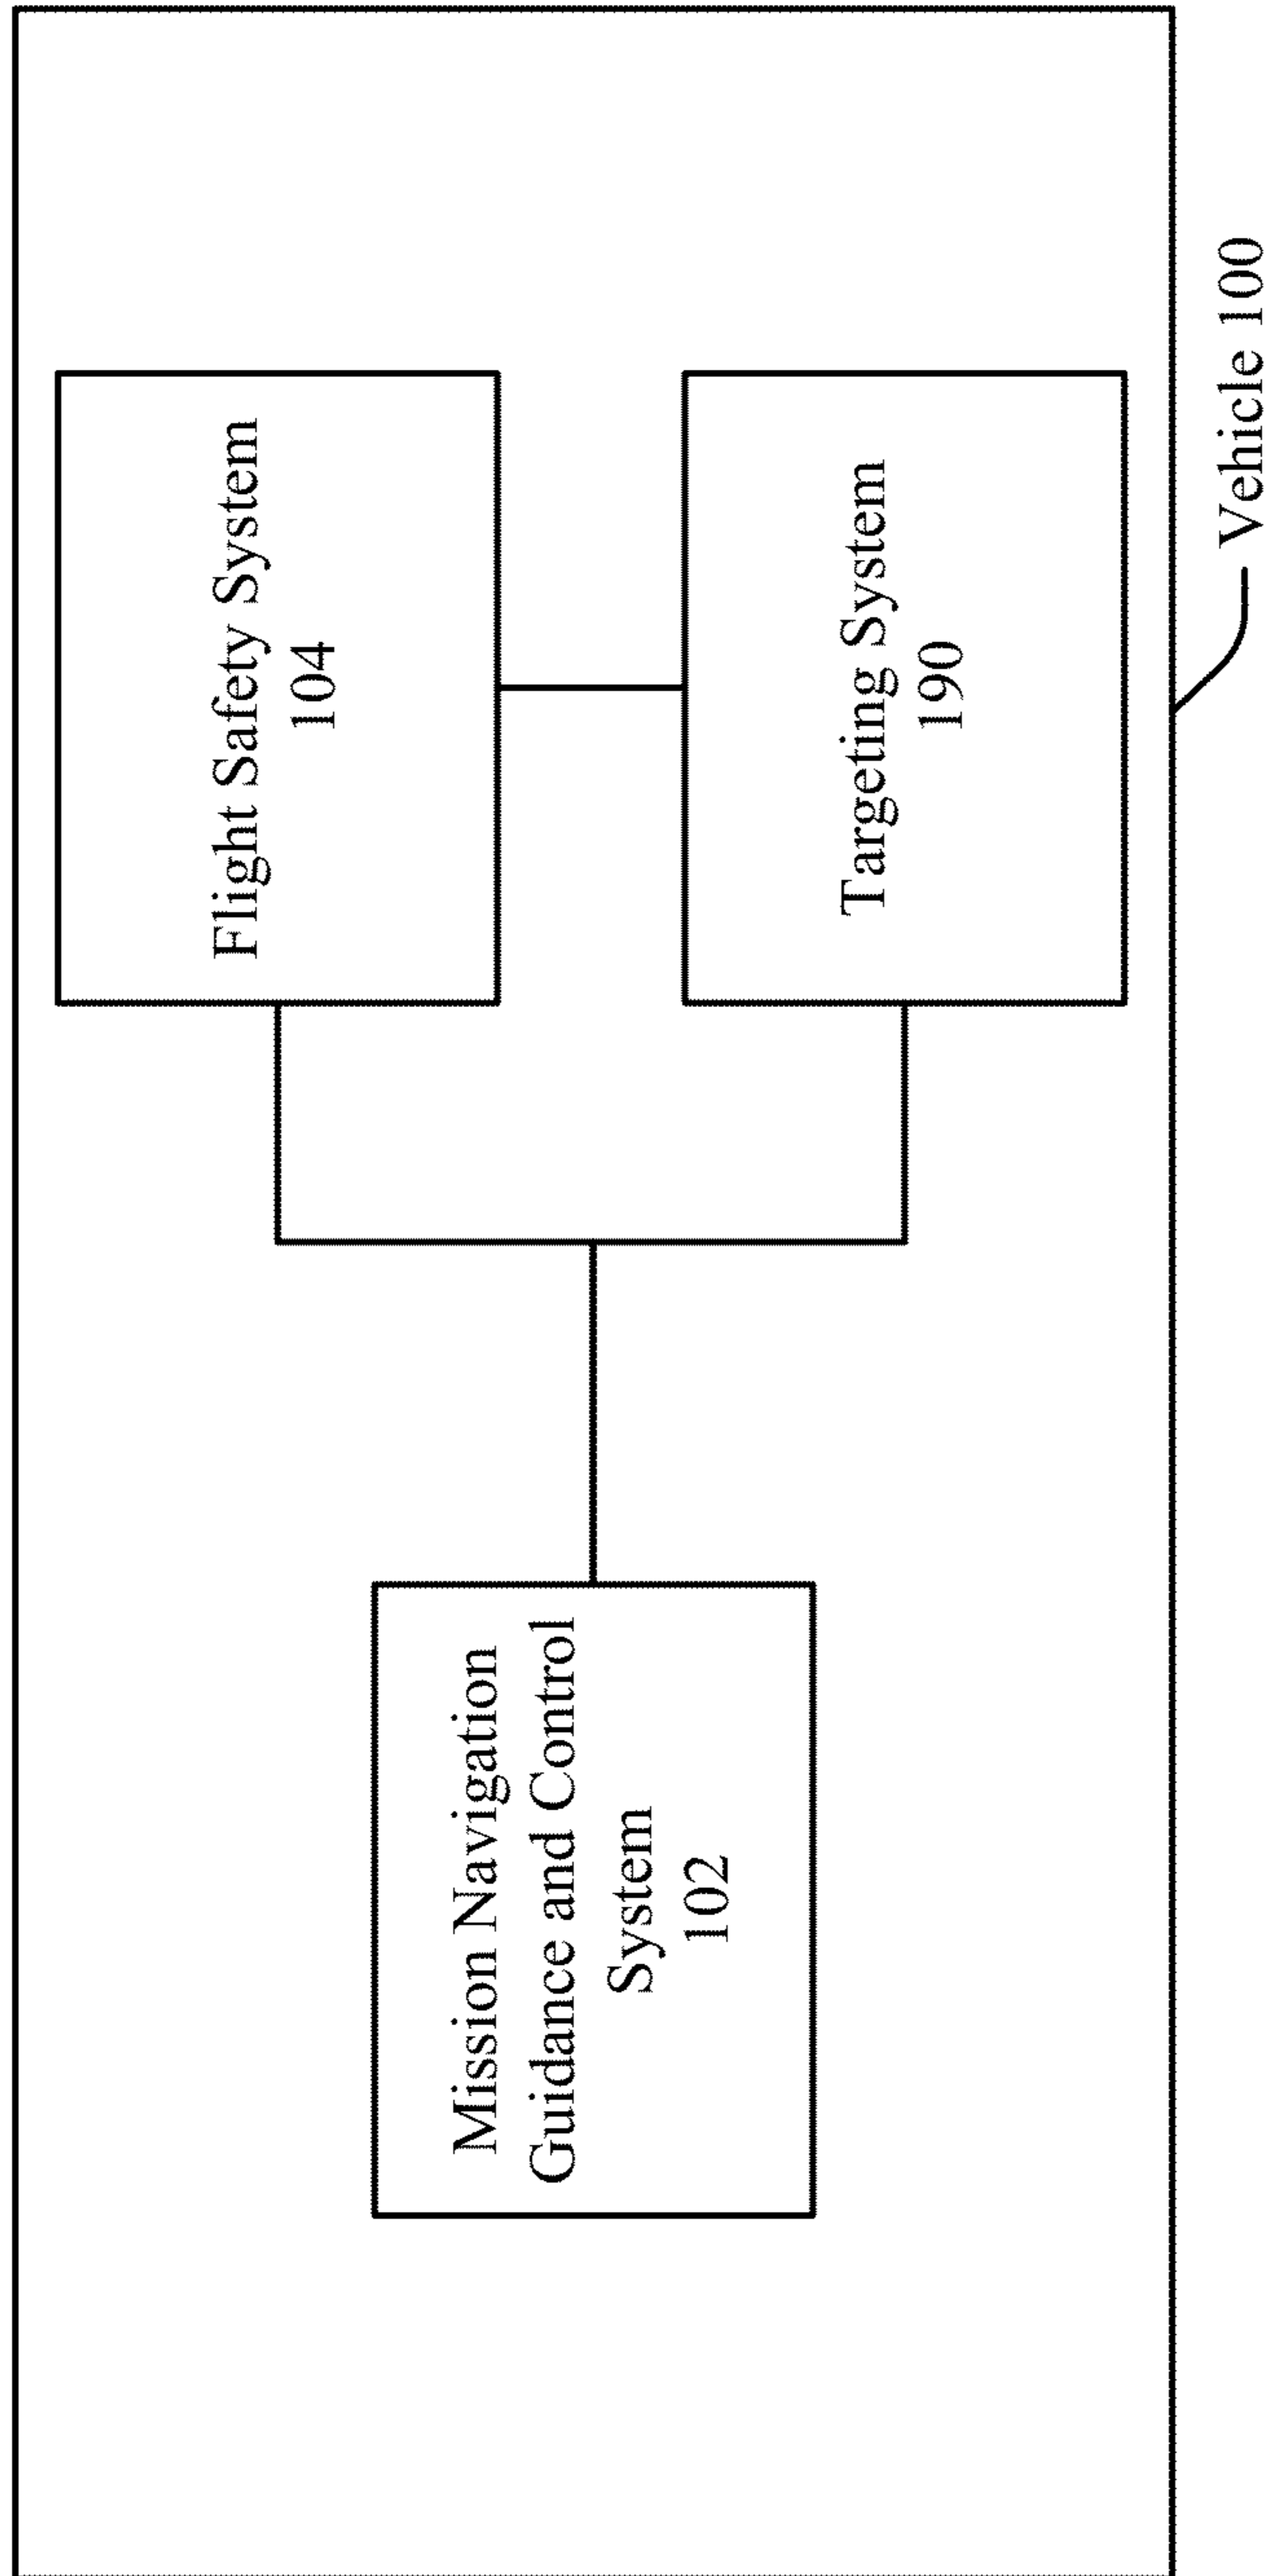 Mission Navigation
Guidance and Control
System
102
Flight Safety System
104
Targeting System
190
Vehicle 100